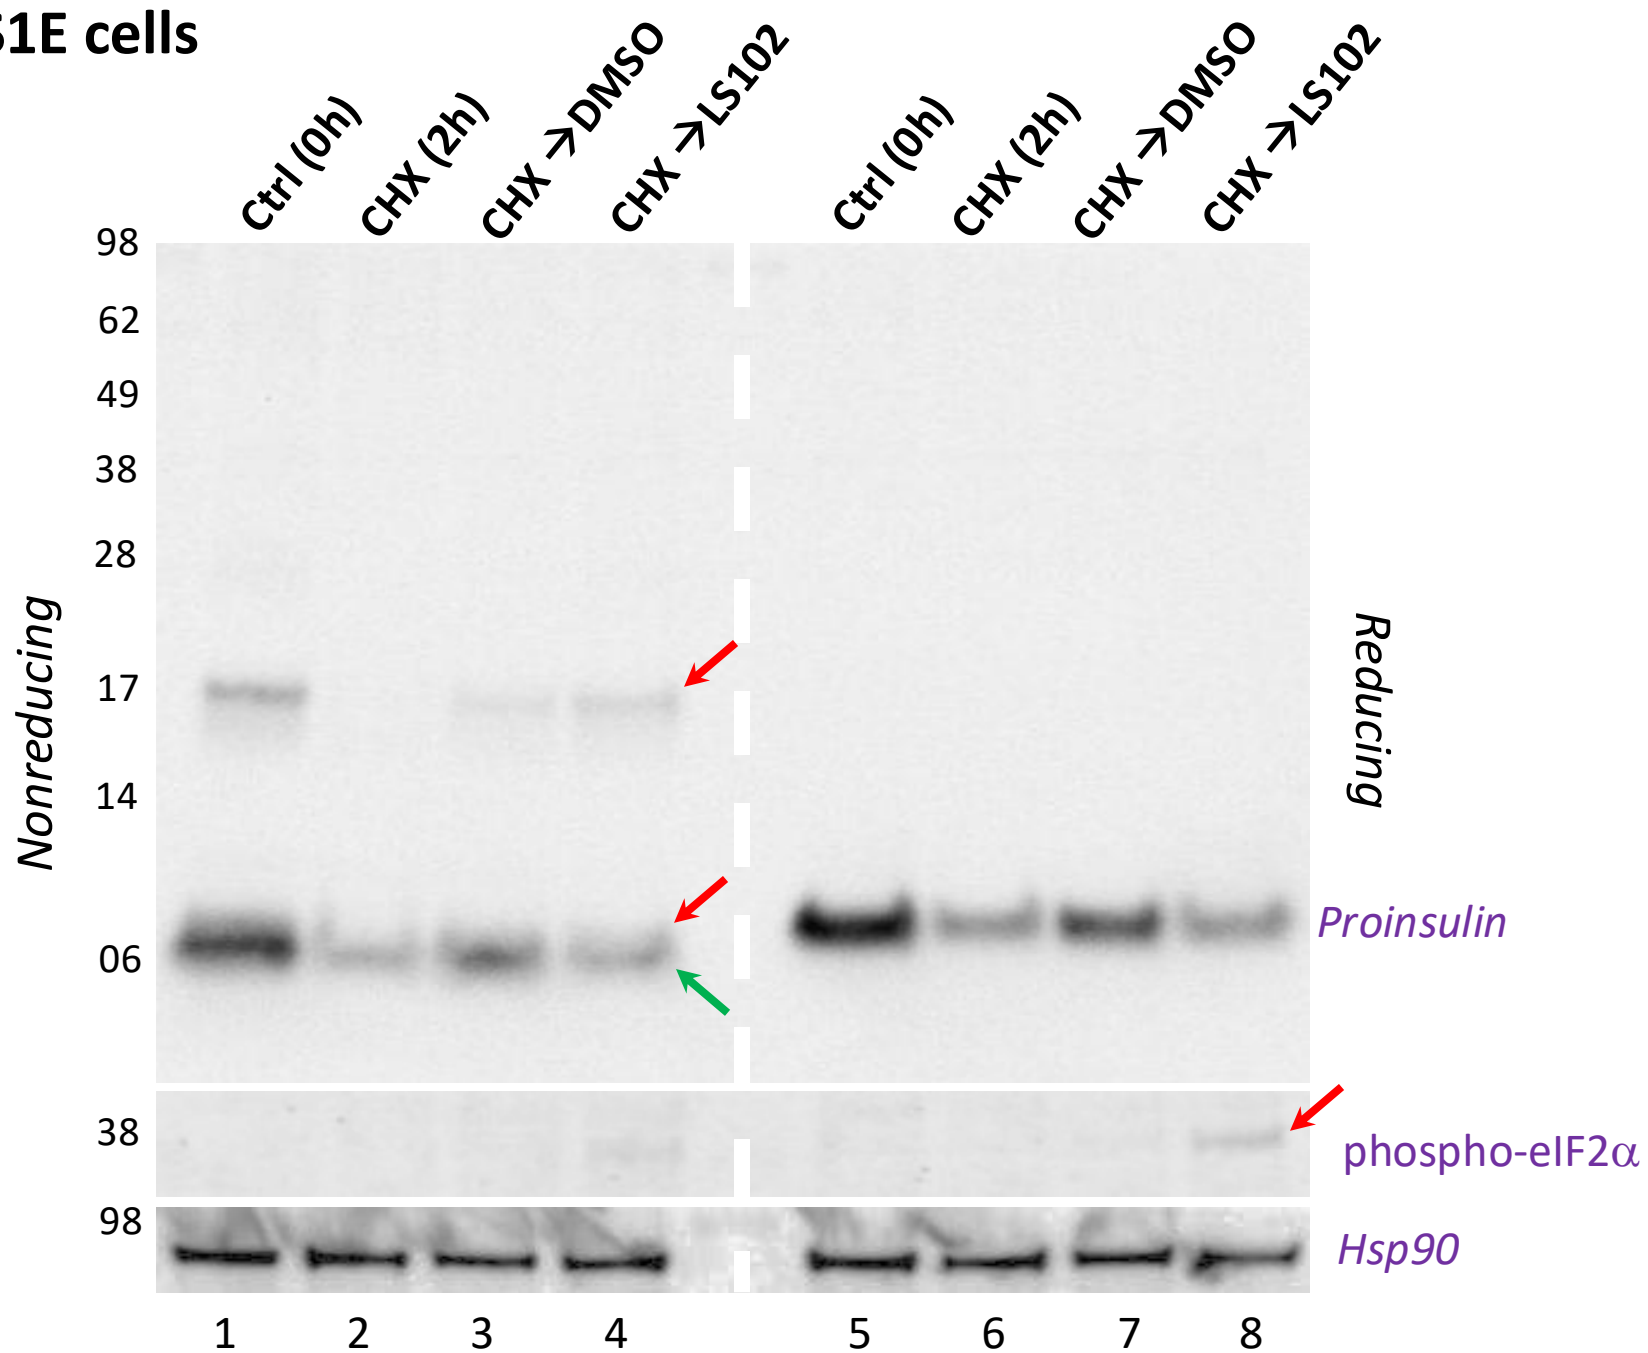 S1E cells
Ctrl (0h)
CHX (2h)
CHX →DMSO
CHX →LS102
Ctrl (0h)
CHX (2h)
CHX →DMSO
CHX →LS102
98
62
49
38
28
17
14
06
Nonreducing
Reducing
Proinsulin
38
phospho-eIF2α
98
Hsp90
1 2 3 4 5 6 7 8